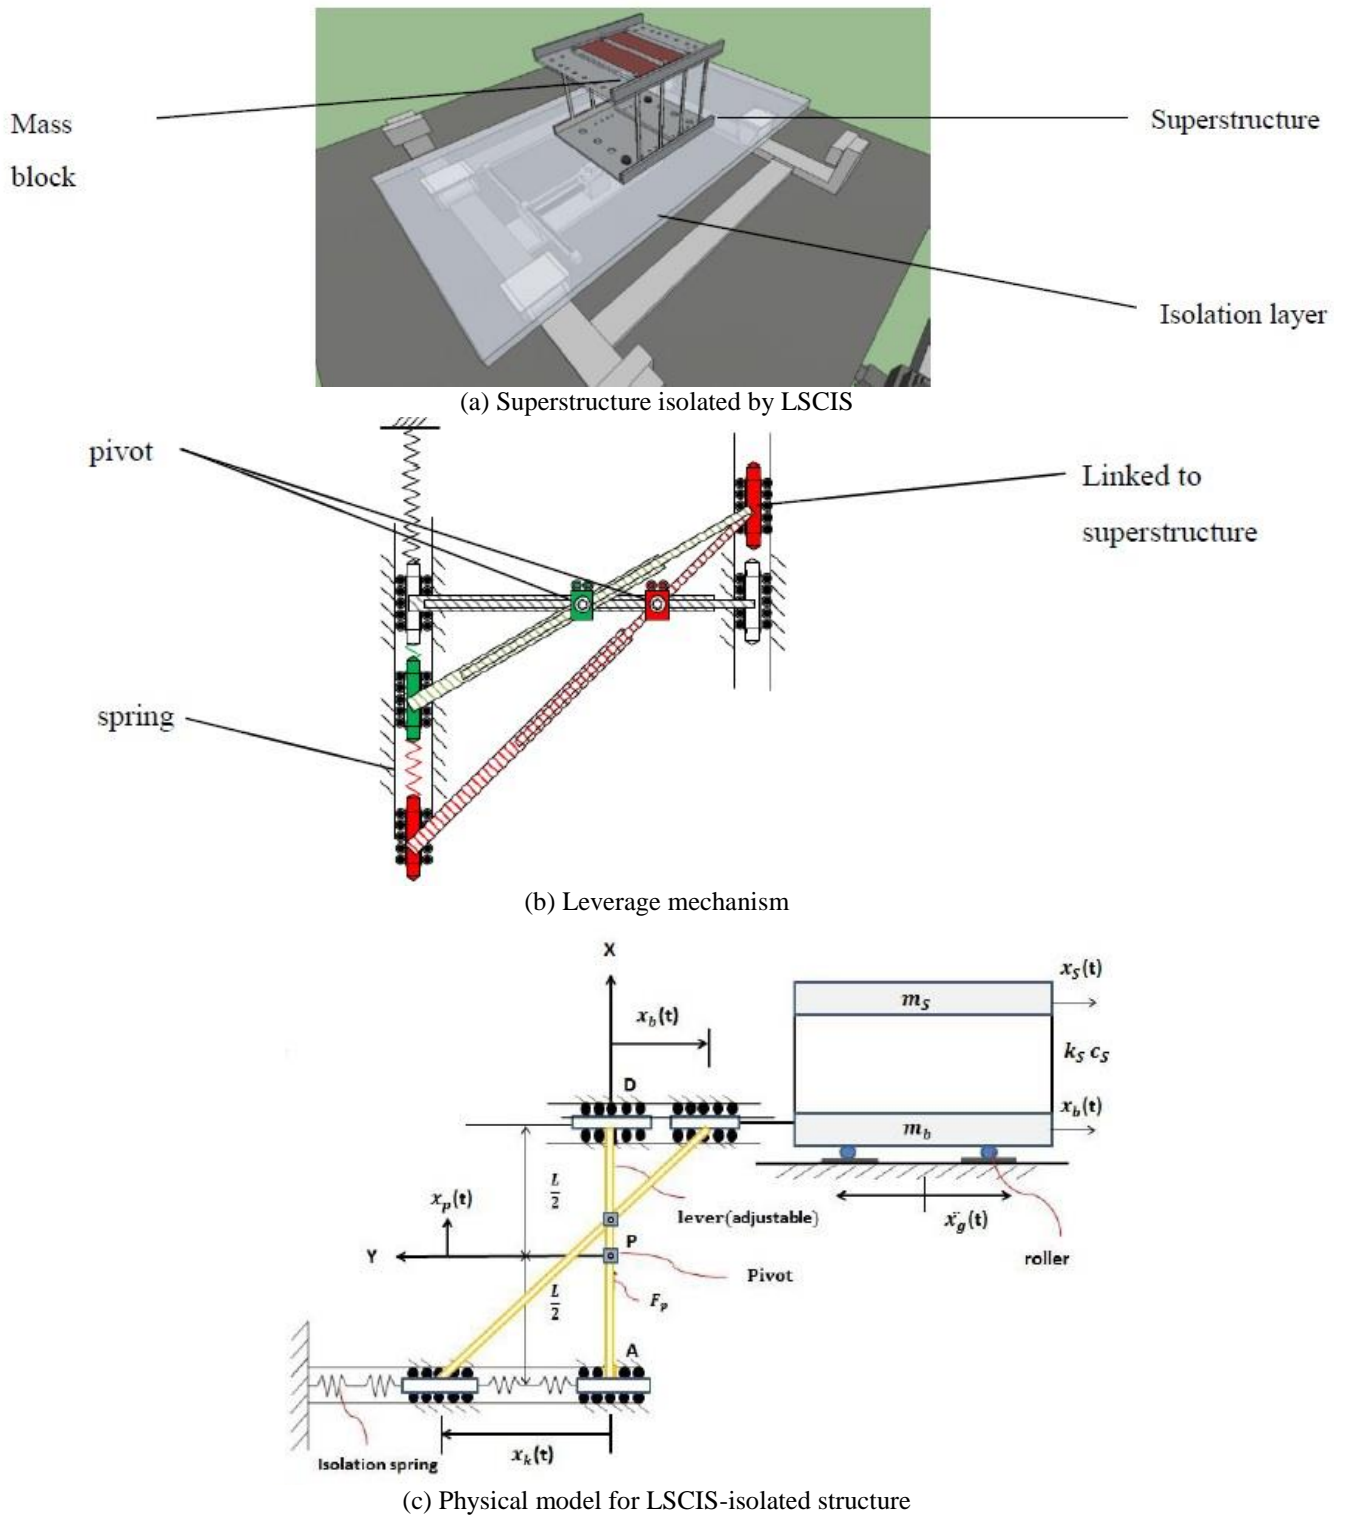 Mass
block
Superstructure
Isolation layer
(a) Superstructure isolated by LSCIS
pivot
Linked to
superstructure
spring
(b) Leverage mechanism
X
x_b(t)
x_S(t)
m_S
k_S c_S
D
x_b(t)
m_b
L/2
x_p(t)
lever(adjustable)
ẍ_g(t)
roller
P
Y
Pivot
L/2
F_p
A
x_k(t)
Isolation spring
(c) Physical model for LSCIS-isolated structure